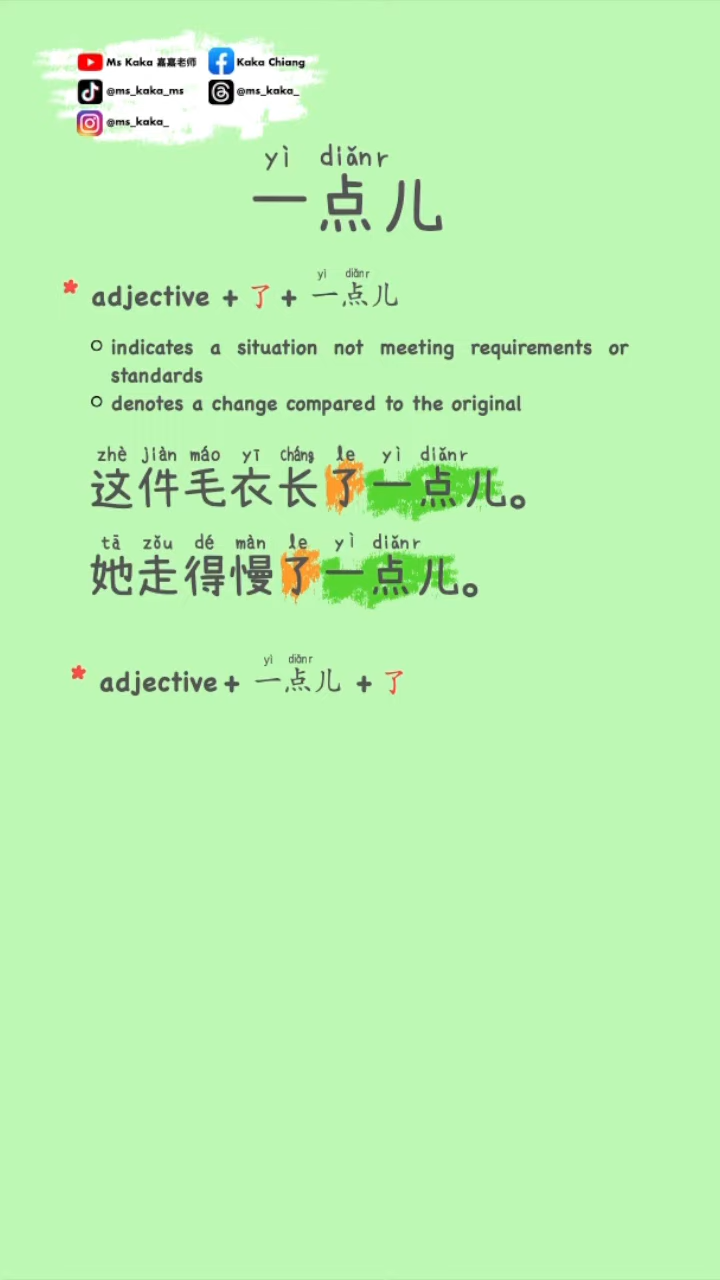 Ms Kaka 嘉嘉老师 Kaka Chiang
@ms_kaka_ms @ms_kaka_
@ms_kaka_
yì diǎnr
一点儿
yì diǎnr
* adjective + 了 + 一点儿
indicates a situation not meeting requirements or
standards
denotes a change compared to the original
zhè jiàn máo yī cháng le yì diǎnr
这件毛衣长了一点儿。
tā zǒu dé màn le yì diǎnr
她走得慢了一点儿。
yì diǎnr
* adjective + 一点儿 + 了